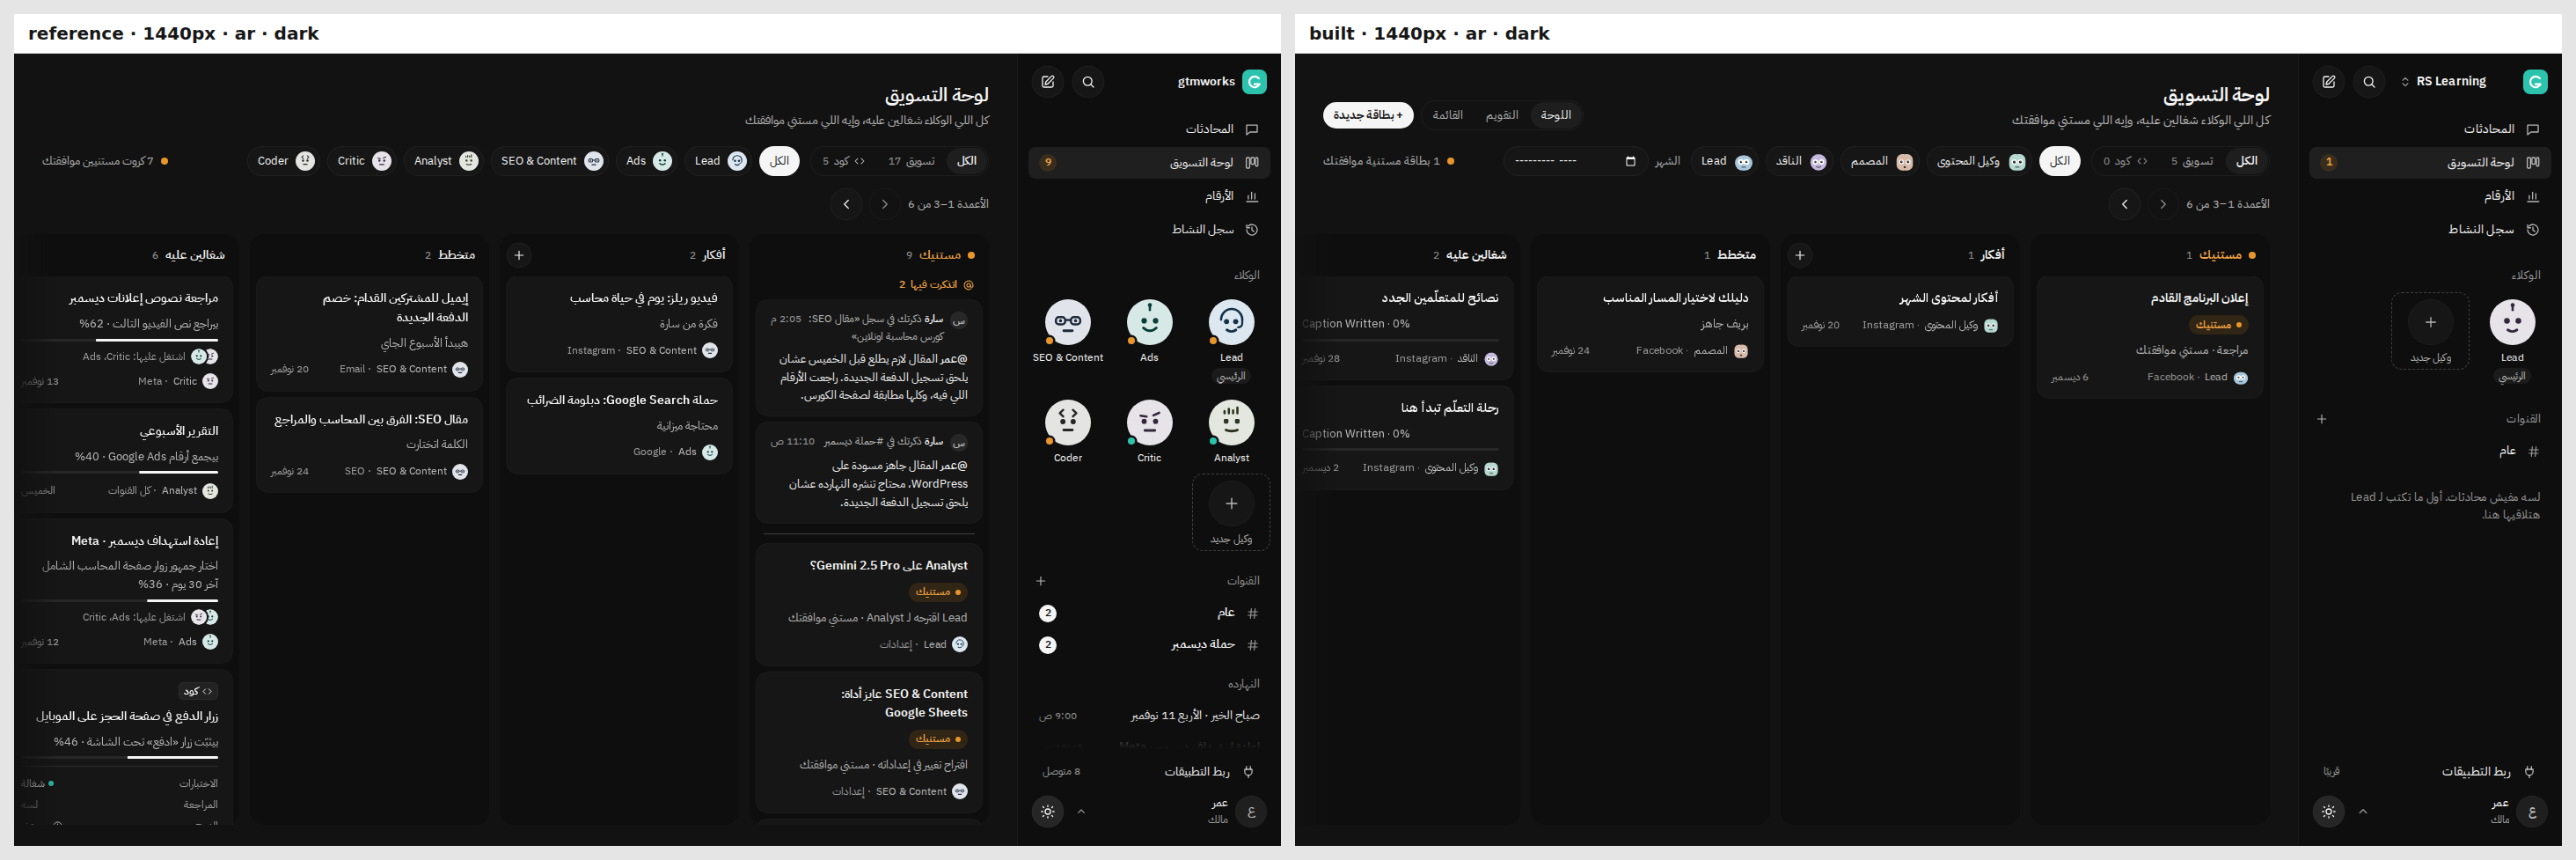 reference · 1440px · ar · dark
gtmworks
المحادثات
لوحة التسويق 9
الأرقام
سجل النشاط
الوكلاء
Lead
الرئيسي
Ads
SEO & Content
Analyst
Critic
Coder
وكيل جديد
القنوات
عام 2
حملة ديسمبر 2
النهارده
صباح الخير · الأربع 11 نوفمبر 9:00 ص
ربط التطبيقات 8 متوصل
ع
عمر
مالك
لوحة التسويق
كل اللي الوكلاء شغالين عليه، وإيه اللي مستني موافقتك
الكل تسويق 17 كود 5
الكل Lead Ads SEO & Content Analyst Critic Coder
7 كروت مستنيين موافقتك
الأعمدة 1–3 من 6
مستنيك 9
@ اتذكرت فيها 2
س سارة ذكرتك في سجل «مقال SEO: كورس محاسبة اونلاين» 2:05 م
@عمر المقال لازم يطلع قبل الخميس عشان
يلحق تسجيل الدفعة الجديدة. راجعت الأرقام
اللي فيه، وكلها مطابقة لصفحة الكورس.
س سارة ذكرتك في #حملة ديسمبر 11:10 ص
@عمر المقال جاهز مسودة على
WordPress، محتاج تنشره النهارده عشان
يلحق تسجيل الدفعة الجديدة.
Analyst على Gemini 2.5 Pro؟
مستنيك
Lead اقترحه لـ Analyst · مستني موافقتك
Lead · إعدادات
SEO & Content عايز أداة:
Google Sheets
مستنيك
اقتراح تغيير في إعداداته · مستني موافقتك
SEO & Content · إعدادات
أفكار 2
فيديو ريلز: يوم في حياة محاسب
فكرة من سارة
SEO & Content · Instagram
حملة Google Search: دبلومة الضرائب
محتاجة ميزانية
Ads · Google
متخطط 2
إيميل للمشتركين القدام: خصم
الدفعة الجديدة
هيبدأ الأسبوع الجاي
SEO & Content · Email 20 نوفمبر
مقال SEO: الفرق بين المحاسب والمراجع
الكلمة اتختارت
SEO & Content · SEO 24 نوفمبر
شغالين عليه 6
مراجعة نصوص إعلانات ديسمبر
بيراجع نص الفيديو التالت · 62%
اشتغل عليها: Ads ،Critic
Critic · Meta 13 نوفمبر
التقرير الأسبوعي
بيجمع أرقام Google Ads · 40%
Analyst · كل القنوات الخميس
إعادة استهداف ديسمبر · Meta
اختار جمهور زوار صفحة المحاسب الشامل
آخر 30 يوم · 36%
اشتغل عليها: Critic ،Ads
Ads · Meta 12 نوفمبر
كود
زرار الدفع في صفحة الحجز على الموبايل
بيثبّت زرار «ادفع» تحت الشاشة · 46%
الاختبارات شغالة
المراجعة لسه
built · 1440px · ar · dark
RS Learning
المحادثات
لوحة التسويق 1
الأرقام
سجل النشاط
الوكلاء
Lead
الرئيسي
وكيل جديد
القنوات
عام
لسه مفيش محادثات. أول ما تكتب لـ Lead
هتلاقيها هنا.
ربط التطبيقات قريبًا
ع
عمر
مالك
لوحة التسويق
كل اللي الوكلاء شغالين عليه، وإيه اللي مستني موافقتك
اللوحة التقويم القائمة
+ بطاقة جديدة
الكل تسويق 5 كود 0
الكل وكيل المحتوى المصمم الناقد Lead
الشهر --------- ----
1 بطاقة مستنية موافقتك
الأعمدة 1–3 من 6
مستنيك 1
إعلان البرنامج القادم
مستنيك
مراجعة · مستني موافقتك
Lead · Facebook 6 ديسمبر
أفكار 1
أفكار لمحتوى الشهر
وكيل المحتوى · Instagram 20 نوفمبر
متخطط 1
دليلك لاختيار المسار المناسب
بريف جاهز
المصمم · Facebook 24 نوفمبر
شغالين عليه 2
نصائح للمتعلّمين الجدد
Caption Written · 0%
الناقد · Instagram 28 نوفمبر
رحلة التعلّم تبدأ هنا
Caption Written · 0%
وكيل المحتوى · Instagram 2 ديسمبر